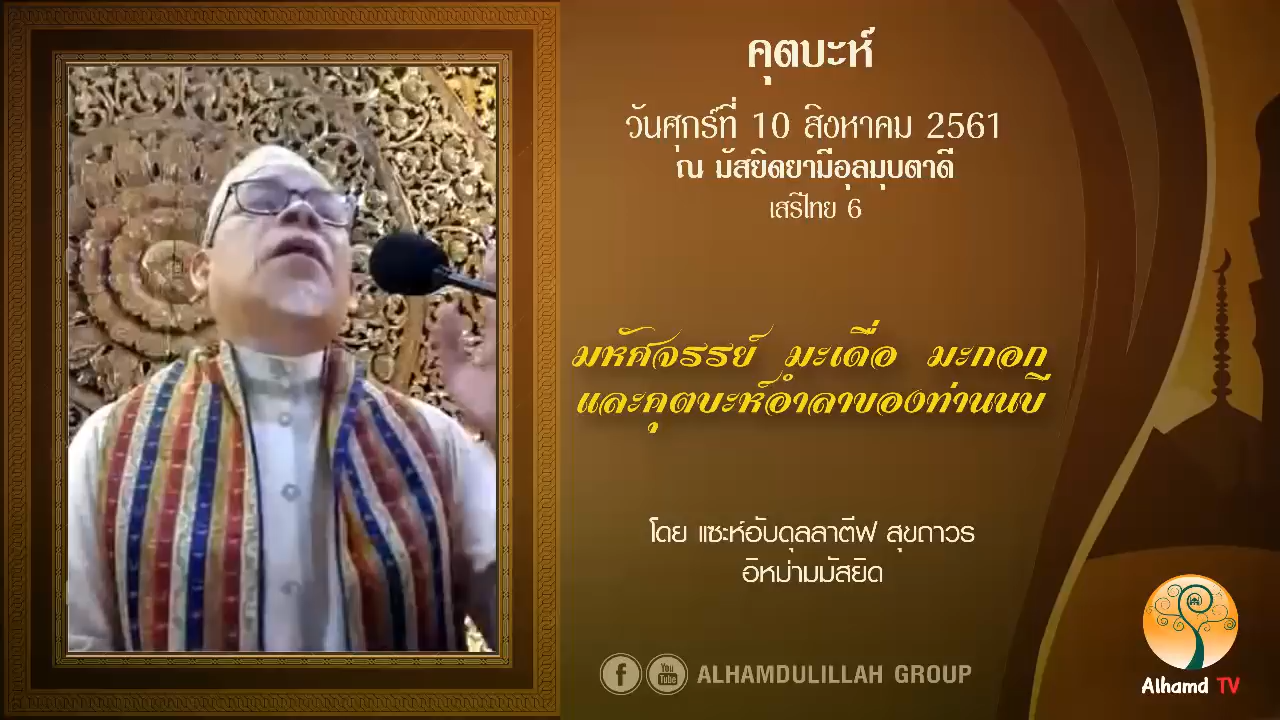 คุตบะห์
วันศุกร์ที่ 10 สิงหาคม 2561
ณ มัสยิดยามีอุลมุบตาดี
เสรีไทย 6
มหัศจรรย์ มะเดื่อ มะกอก
และคุตบะห์อำลาของท่านนบี
โดย แซะห์อับดุลลาตีฟ สุขถาวร
อิหม่ามมัสยิด
f You Tube ALHAMDULILLAH GROUP
Alhamd TV